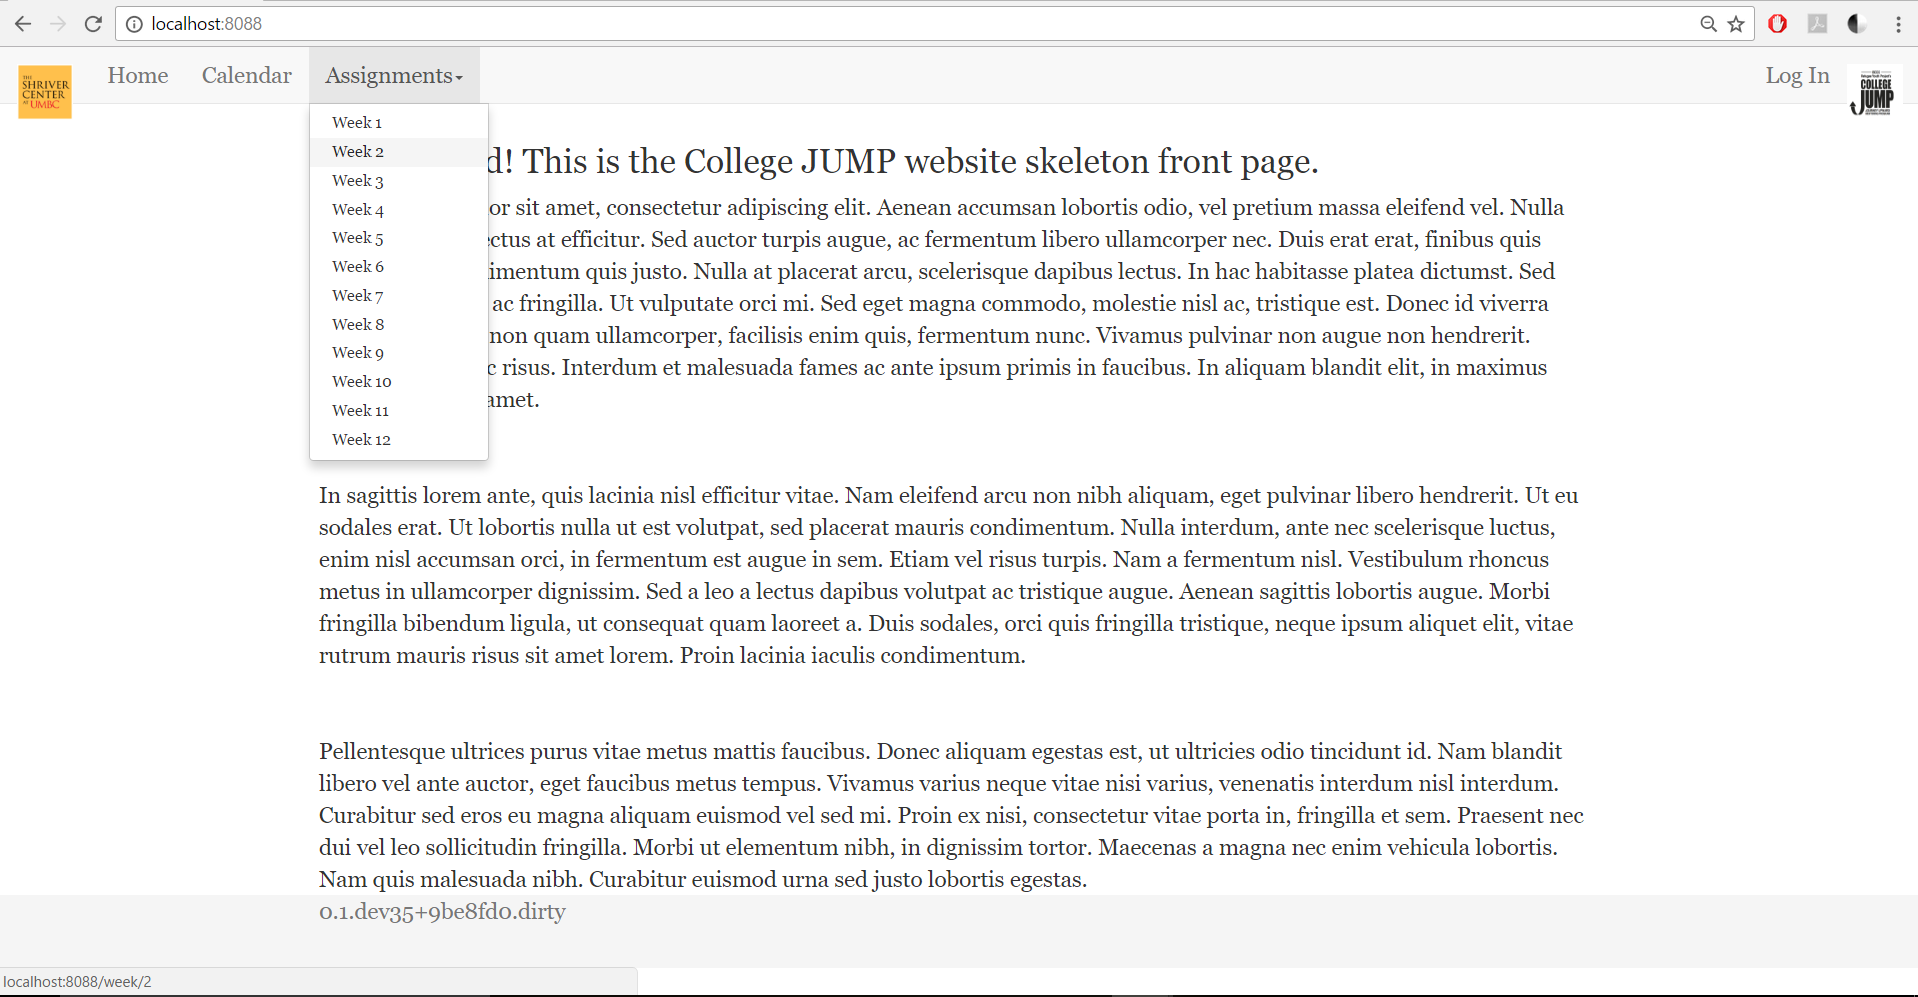 localhost:8088
THE
SHRIVER
CENTER
AT UMBC
Home
Calendar
Assignments
Log In
COLLEGE
JUMP
Week 1
Week 2
Week 3
Week 4
Week 5
Week 6
Week 7
Week 8
Week 9
Week 10
Week 11
Week 12
! This is the College JUMP website skeleton front page.
sit amet, consectetur adipiscing elit. Aenean accumsan lobortis odio, vel pretium massa eleifend vel. Nulla
at efficitur. Sed auctor turpis augue, ac fermentum libero ullamcorper nec. Duis erat erat, finibus quis
quis justo. Nulla at placerat arcu, scelerisque dapibus lectus. In hac habitasse platea dictumst. Sed
ac fringilla. Ut vulputate orci mi. Sed eget magna commodo, molestie nisl ac, tristique est. Donec id viverra
non quam ullamcorper, facilisis enim quis, fermentum nunc. Vivamus pulvinar non augue non hendrerit.
risus. Interdum et malesuada fames ac ante ipsum primis in faucibus. In aliquam blandit elit, in maximus
amet.
In sagittis lorem ante, quis lacinia nisl efficitur vitae. Nam eleifend arcu non nibh aliquam, eget pulvinar libero hendrerit. Ut eu
sodales erat. Ut lobortis nulla ut est volutpat, sed placerat mauris condimentum. Nulla interdum, ante nec scelerisque luctus,
enim nisl accumsan orci, in fermentum est augue in sem. Etiam vel risus turpis. Nam a fermentum nisl. Vestibulum rhoncus
metus in ullamcorper dignissim. Sed a leo a lectus dapibus volutpat ac tristique augue. Aenean sagittis lobortis augue. Morbi
fringilla bibendum ligula, ut consequat quam laoreet a. Duis sodales, orci quis fringilla tristique, neque ipsum aliquet elit, vitae
rutrum mauris risus sit amet lorem. Proin lacinia iaculis condimentum.
Pellentesque ultrices purus vitae metus mattis faucibus. Donec aliquam egestas est, ut ultricies odio tincidunt id. Nam blandit
libero vel ante auctor, eget faucibus metus tempus. Vivamus varius neque vitae nisi varius, venenatis interdum nisl interdum.
Curabitur sed eros eu magna aliquam euismod vel sed mi. Proin ex nisi, consectetur vitae porta in, fringilla et sem. Praesent nec
dui vel leo sollicitudin fringilla. Morbi ut elementum nibh, in dignissim tortor. Maecenas a magna nec enim vehicula lobortis.
Nam quis malesuada nibh. Curabitur euismod urna sed justo lobortis egestas.
0.1.dev35+9be8fd0.dirty
localhost:8088/week/2